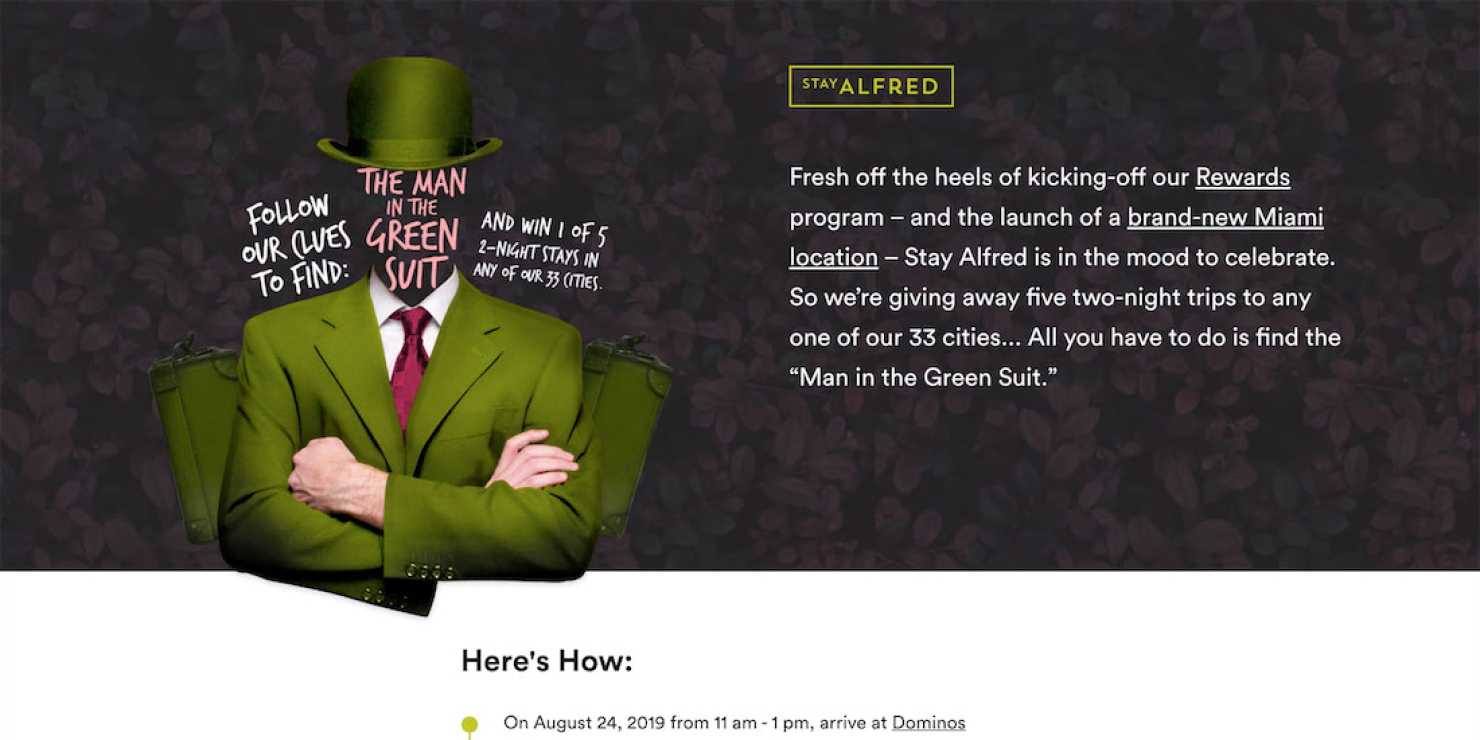 FOLLOW
OUR CLUES
TO FIND:
THE MAN
IN THE
GREEN
SUIT
AND WIN 1 OF 5
2-NIGHT STAYS IN
ANY OF OUR 33 CITIES.
STAY ALFRED
Fresh off the heels of kicking-off our Rewards
program – and the launch of a brand-new Miami
location – Stay Alfred is in the mood to celebrate.
So we’re giving away five two-night trips to any
one of our 33 cities... All you have to do is find the
“Man in the Green Suit.”
Here's How:
On August 24, 2019 from 11 am - 1 pm, arrive at Dominos